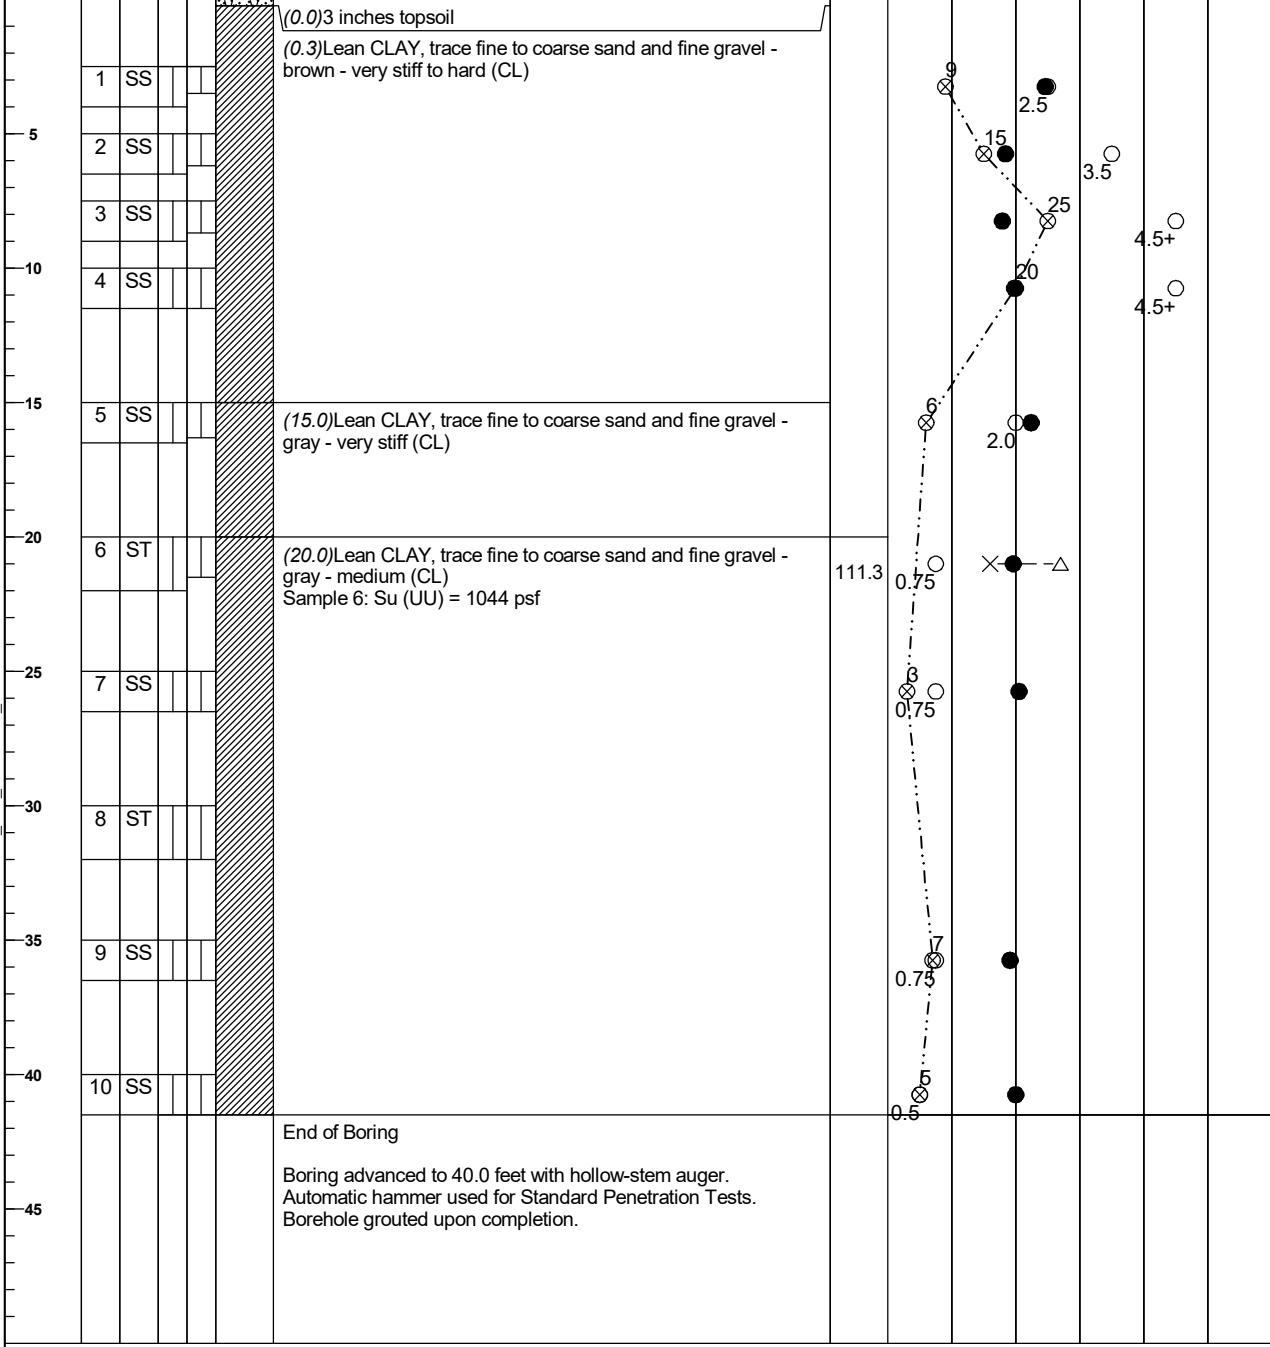 (0.0)3 inches topsoil
(0.3)Lean CLAY, trace fine to coarse sand and fine gravel -
brown - very stiff to hard (CL)
9
1 SS
2.5
5
2 SS
15
3.5
3 SS
25
4.5+
10
4 SS
20
4.5+
15
5 SS
(15.0)Lean CLAY, trace fine to coarse sand and fine gravel -
gray - very stiff (CL)
6
2.0
20
6 ST
(20.0)Lean CLAY, trace fine to coarse sand and fine gravel -
gray - medium (CL)
Sample 6: Su (UU) = 1044 psf
111.3
0.75
25
7 SS
3
0.75
30
8 ST
35
9 SS
7
0.75
40
10 SS
5
0.5
End of Boring
Boring advanced to 40.0 feet with hollow-stem auger.
Automatic hammer used for Standard Penetration Tests.
Borehole grouted upon completion.
45